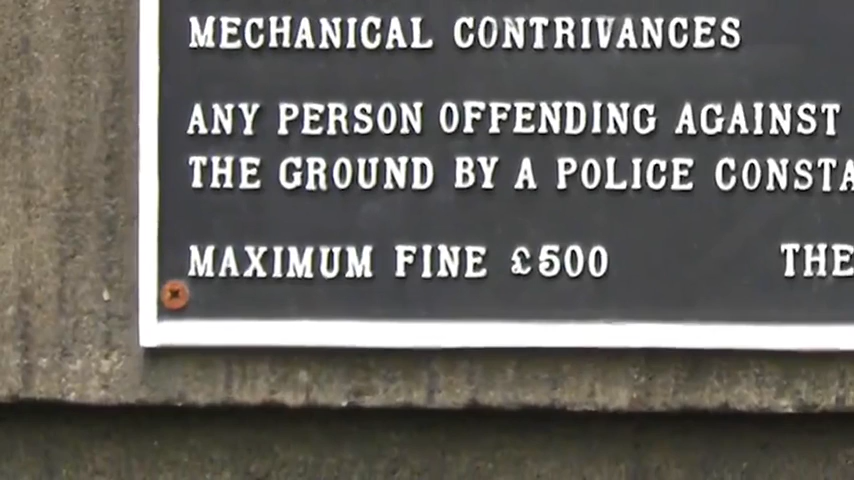 MECHANICAL CONTRIVANCES
ANY PERSON OFFENDING AGAINST
THE GROUND BY A POLICE CONSTA
MAXIMUM FINE £500 THE